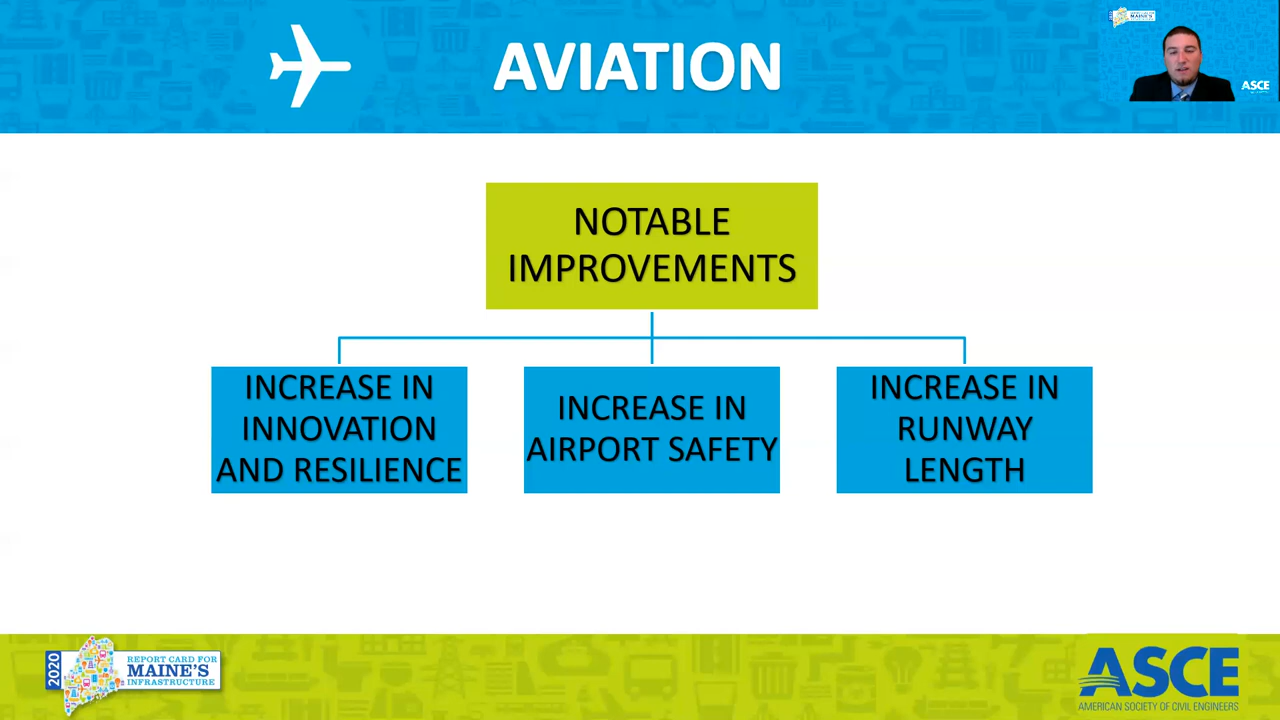 AVIATION
MAINE'S
ASCE
NOTABLE
IMPROVEMENTS
INCREASE IN
INNOVATION
AND RESILIENCE
INCREASE IN
AIRPORT SAFETY
INCREASE IN
RUNWAY
LENGTH
2020
REPORT CARD FOR
MAINE'S
INFRASTRUCTURE
ASCE
AMERICAN SOCIETY OF CIVIL ENGINEERS